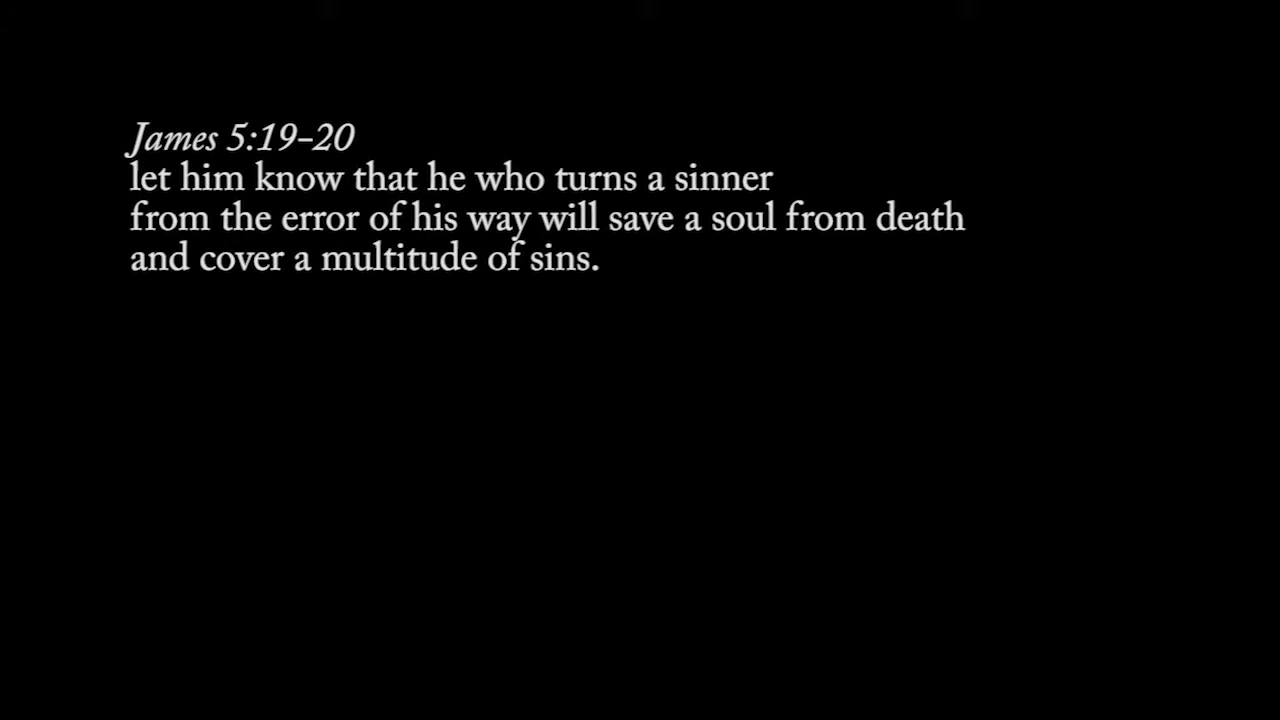 James 5:19–20
let him know that he who turns a sinner
from the error of his way will save a soul from death
and cover a multitude of sins.